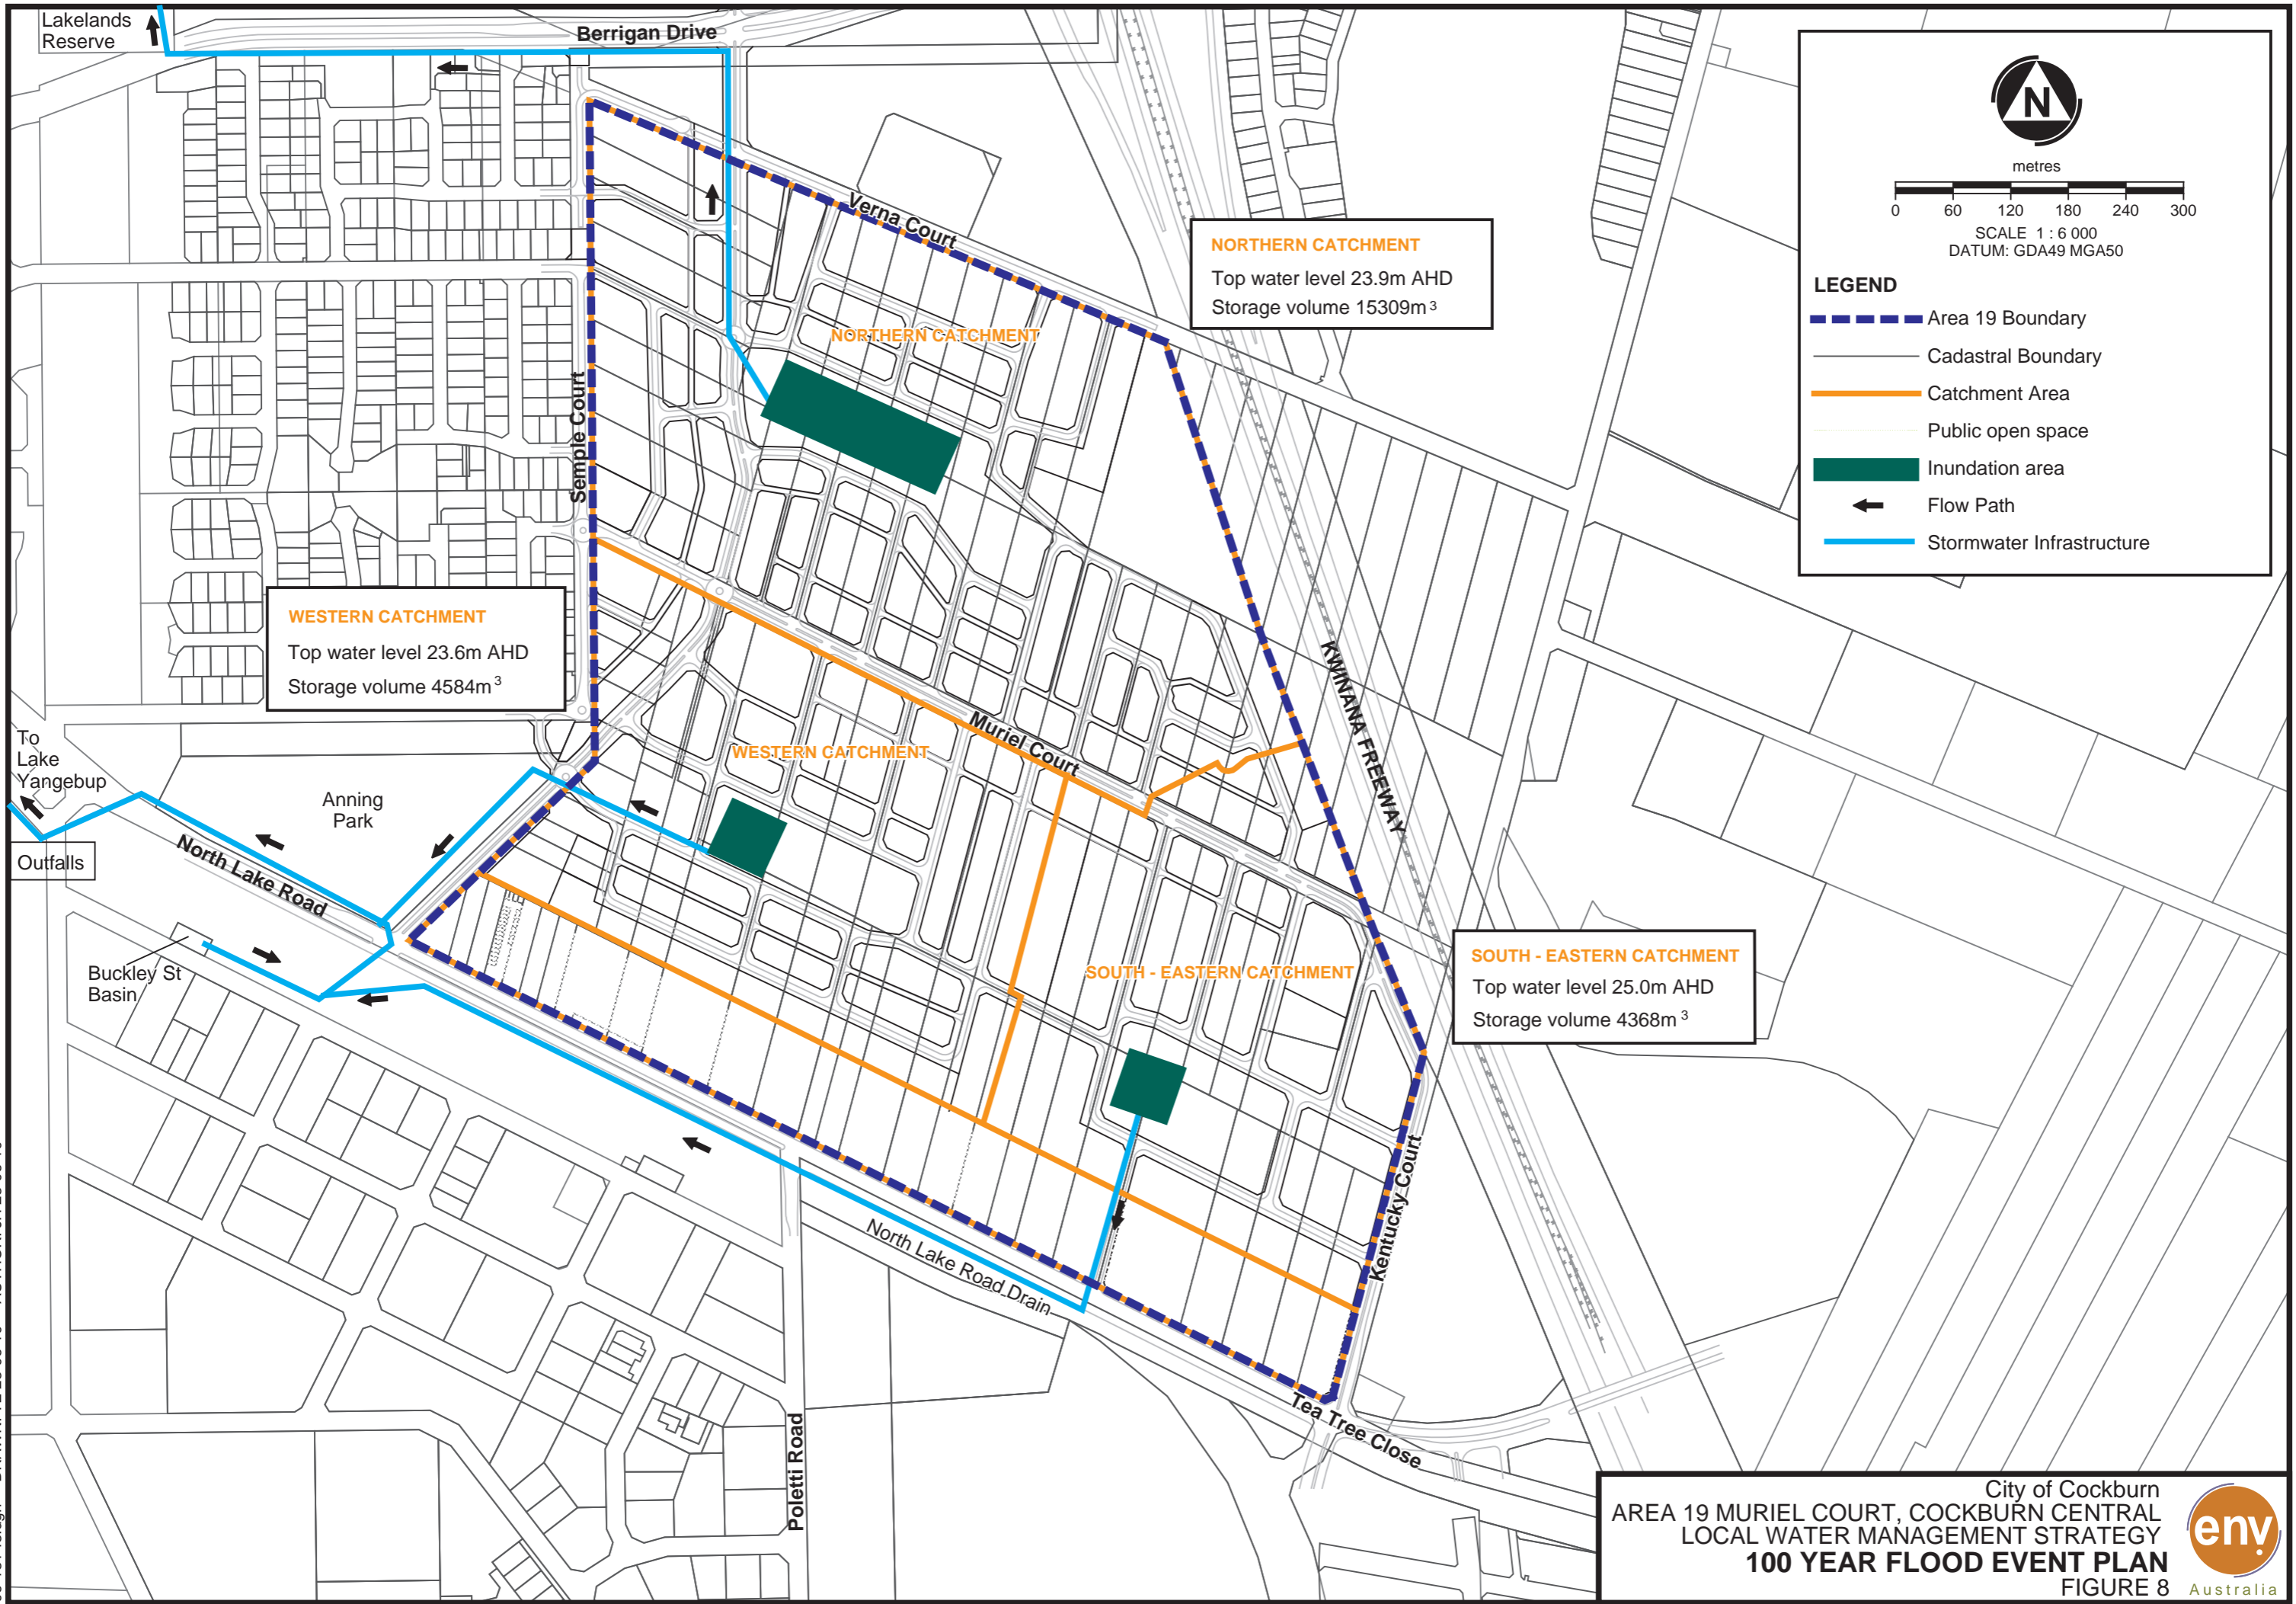 Lakelands
Reserve
Berrigan Drive
N
metres
0 60 120 180 240 300
SCALE 1 : 6 000
DATUM: GDA49 MGA50
LEGEND
Area 19 Boundary
Cadastral Boundary
Catchment Area
Public open space
Inundation area
Flow Path
Stormwater Infrastructure
Verna Court
NORTHERN CATCHMENT
Top water level 23.9m AHD
Storage volume 15309m³
NORTHERN CATCHMENT
Semple Court
WESTERN CATCHMENT
Top water level 23.6m AHD
Storage volume 4584m³
KWINANA FREEWAY
Muriel Court
WESTERN CATCHMENT
To
Lake
Yangebup
Anning
Park
Outfalls
North Lake Road
Buckley St
Basin
SOUTH - EASTERN CATCHMENT
SOUTH - EASTERN CATCHMENT
Top water level 25.0m AHD
Storage volume 4368m³
Kentucky Court
North Lake Road Drain
Tea Tree Close
Poletti Road
City of Cockburn
AREA 19 MURIEL COURT, COCKBURN CENTRAL
LOCAL WATER MANAGEMENT STRATEGY
100 YEAR FLOOD EVENT PLAN
FIGURE 8
env
Australia